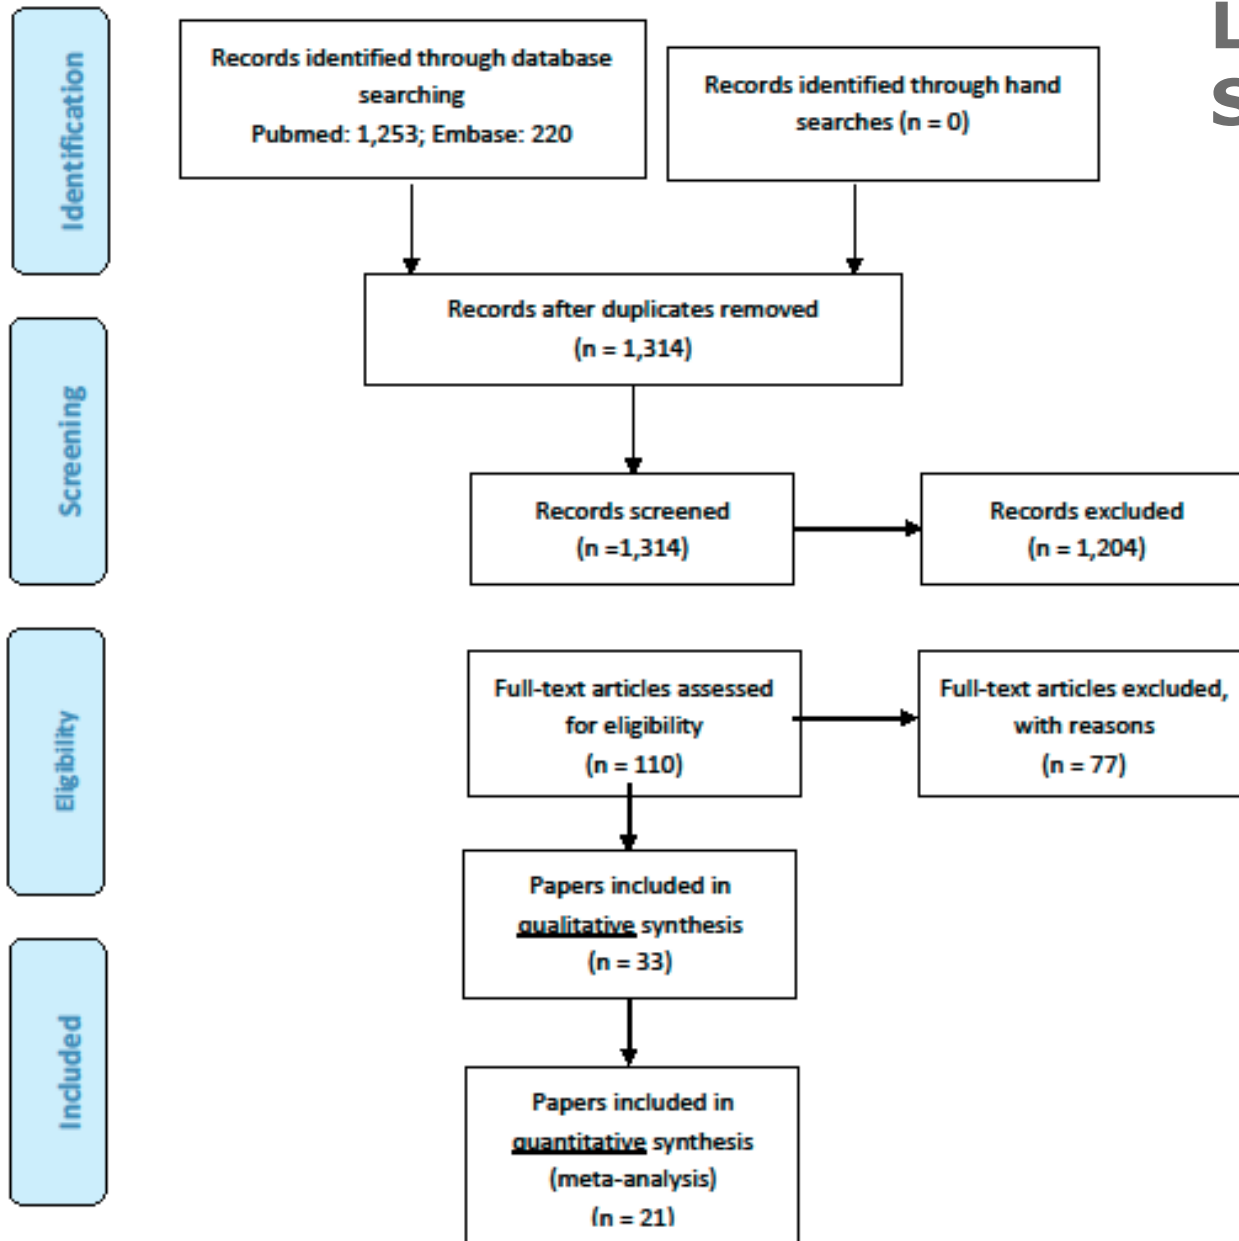 Identification
Records identified through database
searching
Pubmed: 1,253; Embase: 220
Records identified through hand
searches (n = 0)
Records after duplicates removed
(n = 1,314)
Screening
Records screened
(n =1,314)
Records excluded
(n = 1,204)
Eligibility
Full-text articles assessed
for eligibility
(n = 110)
Full-text articles excluded,
with reasons
(n = 77)
Papers included in
qualitative synthesis
(n = 33)
Included
Papers included in
quantitative synthesis
(meta-analysis)
(n = 21)